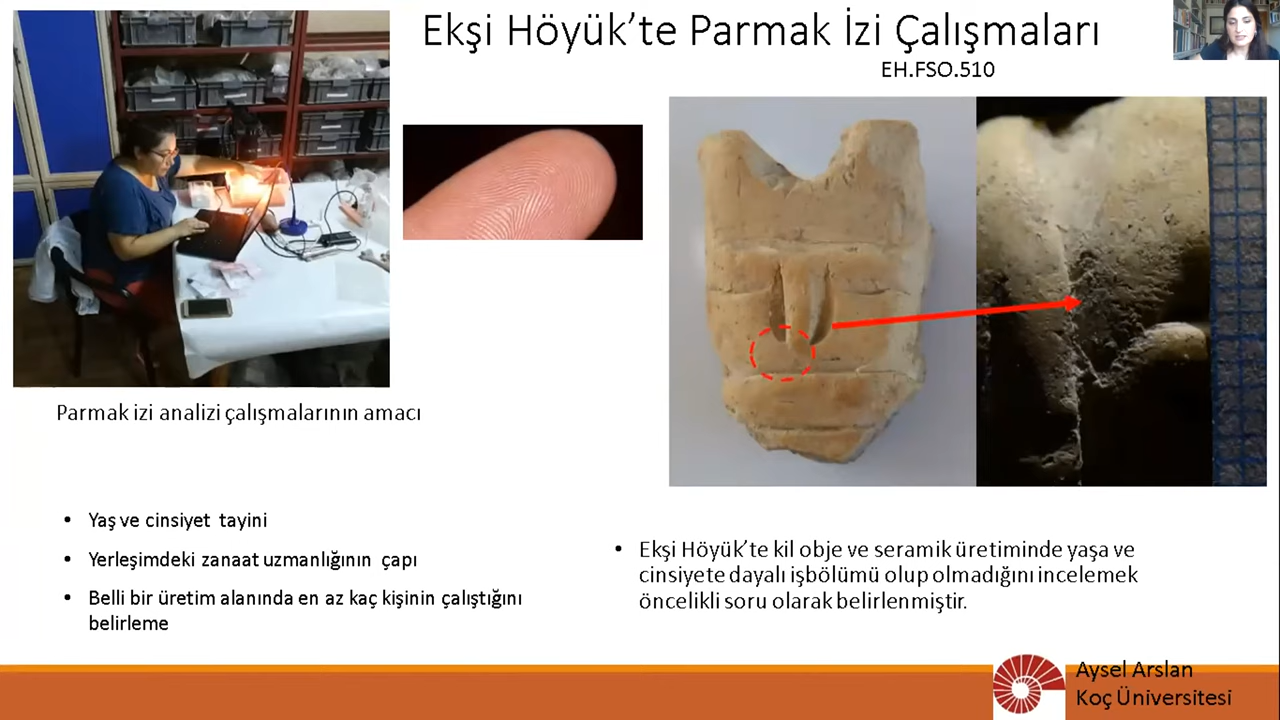 Ekşi Höyük’te Parmak İzi Çalışmaları
EH.FSO.510
Parmak izi analizi çalışmalarının amacı
• Yaş ve cinsiyet tayini
• Yerleşimdeki zanaat uzmanlığının çapı
• Belli bir üretim alanında en az kaç kişinin çalıştığını
belirleme
• Ekşi Höyük’te kil obje ve seramik üretiminde yaşa ve
cinsiyete dayalı işbölümü olup olmadığını incelemek
öncelikli soru olarak belirlenmiştir.
Aysel Arslan
Koç Üniversitesi